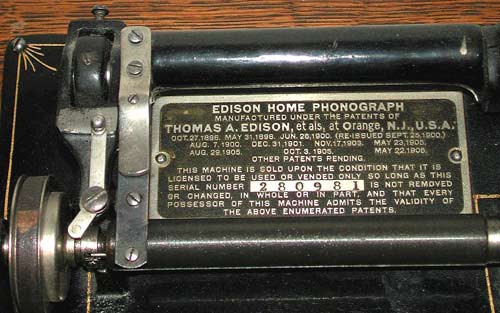 EDISON HOME PHONOGRAPH
MANUFACTURED UNDER THE PATENTS OF
THOMAS A. EDISON, et als, at Orange, N.J., U.S.A.
OCT. 27, 1896. MAY 31, 1898. JUN. 26, 1900. (RE-ISSUED SEPT. 25, 1900.)
AUG. 7, 1900. DEC. 31, 1901. NOV. 17, 1903. MAY 23, 1905.
AUG. 29, 1905. OCT. 3, 1905. MAY 22, 1906.
OTHER PATENTS PENDING.
THIS MACHINE IS SOLD UPON THE CONDITION THAT IT IS
LICENSED TO BE USED OR VENDED ONLY SO LONG AS THIS
SERIAL NUMBER 280981 IS NOT REMOVED
OR CHANGED, IN WHOLE OR IN PART, AND THAT EVERY
POSSESSOR OF THIS MACHINE ADMITS THE VALIDITY OF
THE ABOVE ENUMERATED PATENTS.